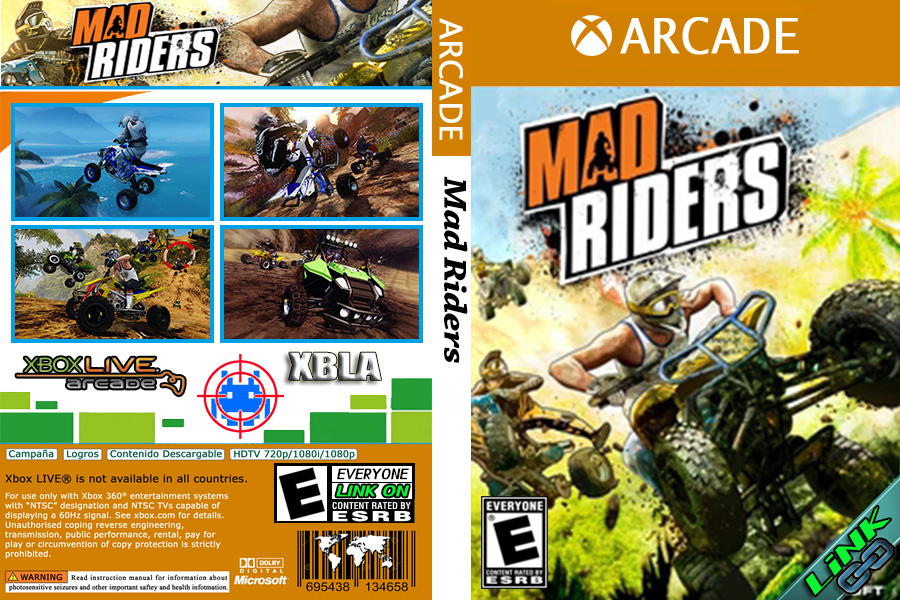 MAD
RIDERS
XBOX LIVE
arcade
XBLA
Campaña
Logros
Contenido Descargable
HDTV 720p/1080i/1080p
Xbox LIVE® is not available in all countries.
For use only with Xbox 360® entertainment systems
with "NTSC" designation and NTSC TVs capable of
displaying a 60Hz signal. See xbox.com for details.
Unauthorised coping reverse engineering,
transmission, public performance, rental, pay for
play or circumvention of copy protection is strictly
prohibited.
WARNING Read instruction manual for information about
photosensitive seizures and other important saftey and health infotmation.
E
EVERYONE
LINK ON
CONTENT RATED BY
ESRB
DOLBY
DIGITAL
Microsoft
695438 134658
ARCADE
Mad Riders
ARCADE
MAD
RIDERS
EVERYONE
E
CONTENT RATED BY
ESRB
LiNK